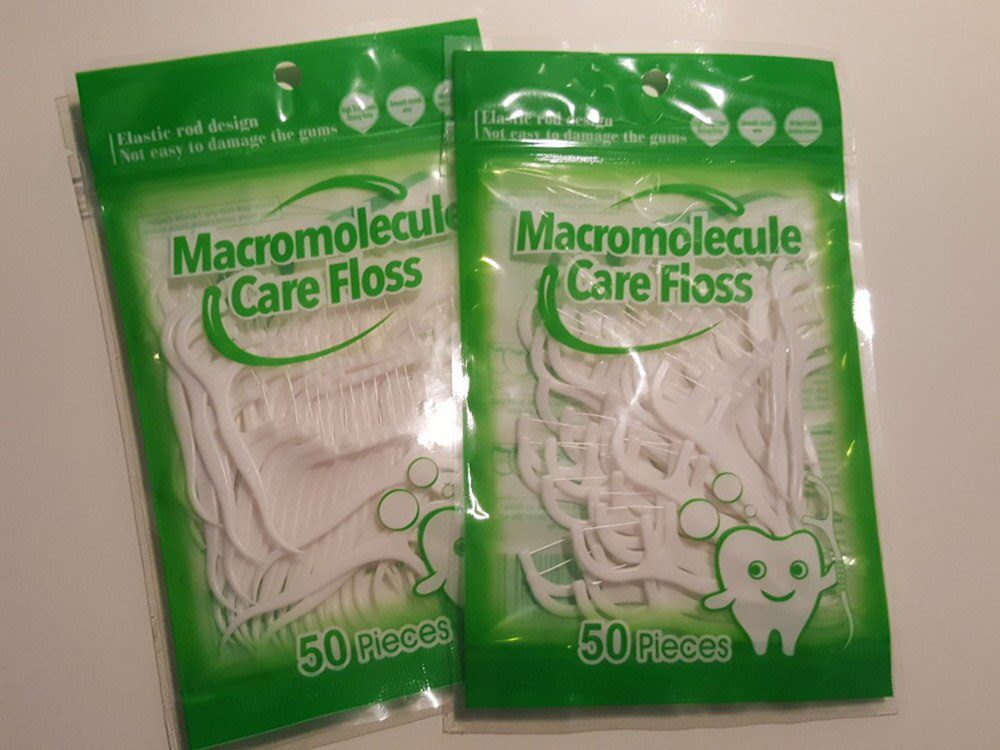 Elastic rod design
Not easy to damage the gums
Macromolecule
Care Floss
50 Pieces
Elastic rod design
Not easy to damage the gums
Macromolecule
Care Floss
50 Pieces